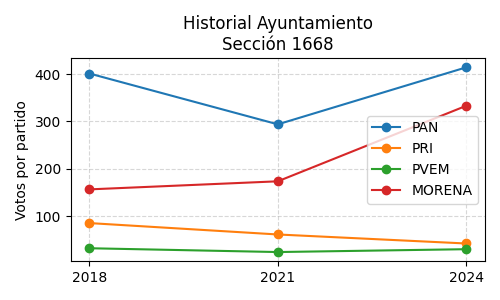 Historial Ayuntamiento
Sección 1668
Votos por partido
400
300
200
100
2018
2021
2024
PAN
PRI
PVEM
MORENA